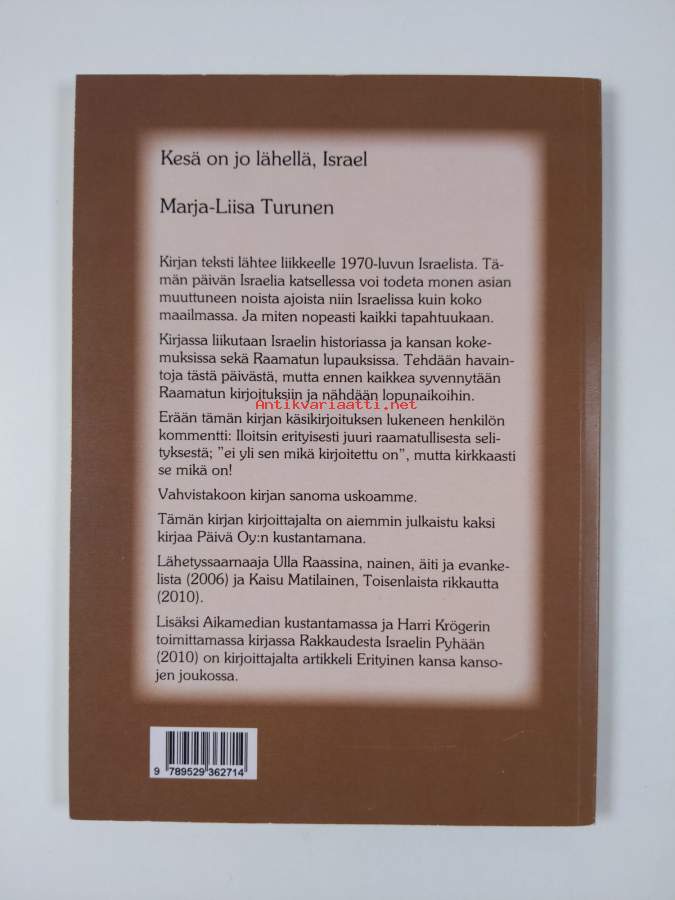 Kesä on jo lähellä, Israel
Marja-Liisa Turunen
Kirjan teksti lähtee liikkeelle 1970-luvun Israelista. Tä-
män päivän Israelia katsellessa voi todeta monen asian
muuttuneen noista ajoista niin Israelissa kuin koko
maailmassa. Ja miten nopeasti kaikki tapahtuukaan.
Kirjassa liikutaan Israelin historiassa ja kansan koke-
muksissa sekä Raamatun lupauksissa. Tehdään havain-
toja tästä päivästä, mutta ennen kaikkea syvennytään
Raamatun kirjoituksiin ja nähdään lopunaikoihin.
Antikvariaatti.net
Erään tämän kirjan käsikirjoituksen lukeneen henkilön
kommentti: Iloitsin erityisesti juuri raamatullisesta seli-
tyksestä; ”ei yli sen mikä kirjoitettu on”, mutta kirkkaasti
se mikä on!
Vahvistakoon kirjan sanoma uskoamme.
Tämän kirjan kirjoittajalta on aiemmin julkaistu kaksi
kirjaa Päivä Oy:n kustantamana.
Lähetyssaarnaaja Ulla Raassina, nainen, äiti ja evanke-
lista (2006) ja Kaisu Matilainen, Toisenlaista rikkautta
(2010).
Lisäksi Aikamedian kustantamassa ja Harri Krögerin
toimittamassa kirjassa Rakkaudesta Israelin Pyhään
(2010) on kirjoittajalta artikkeli Erityinen kansa kanso-
jen joukossa.
9 789529 362714